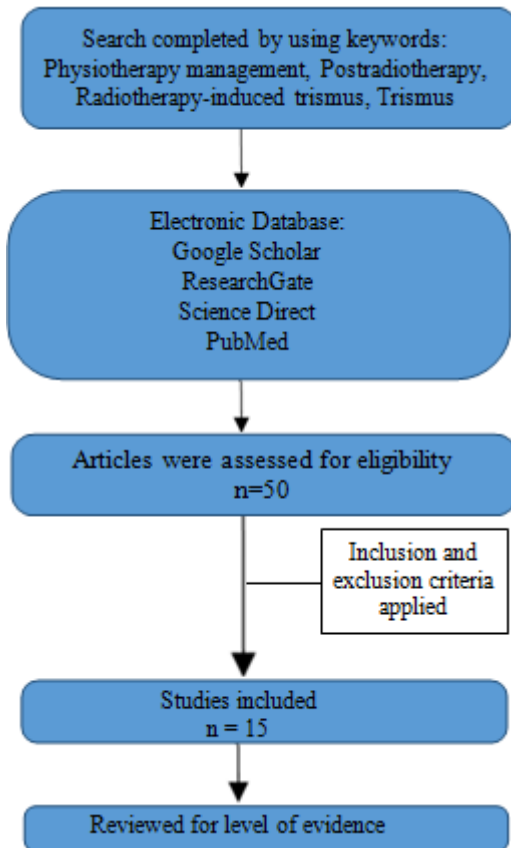 Search completed by using keywords:
Physiotherapy management, Postradiotherapy,
Radiotherapy-induced trismus, Trismus
Electronic Database:
Google Scholar
ResearchGate
Science Direct
PubMed
Articles were assessed for eligibility
n=50
Inclusion and
exclusion criteria
applied
Studies included
n = 15
Reviewed for level of evidence